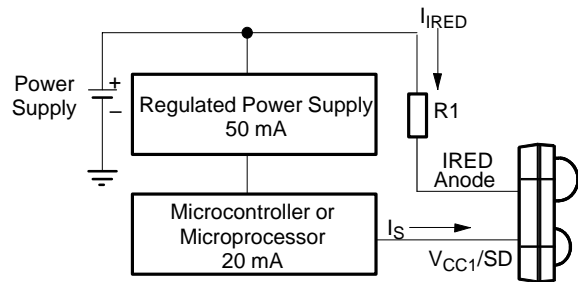 I_IRED
Power
Supply
+
–
Regulated Power Supply
50 mA
R1
IRED
Anode
Microcontroller or
Microprocessor
20 mA
I_S
V_CC1/SD